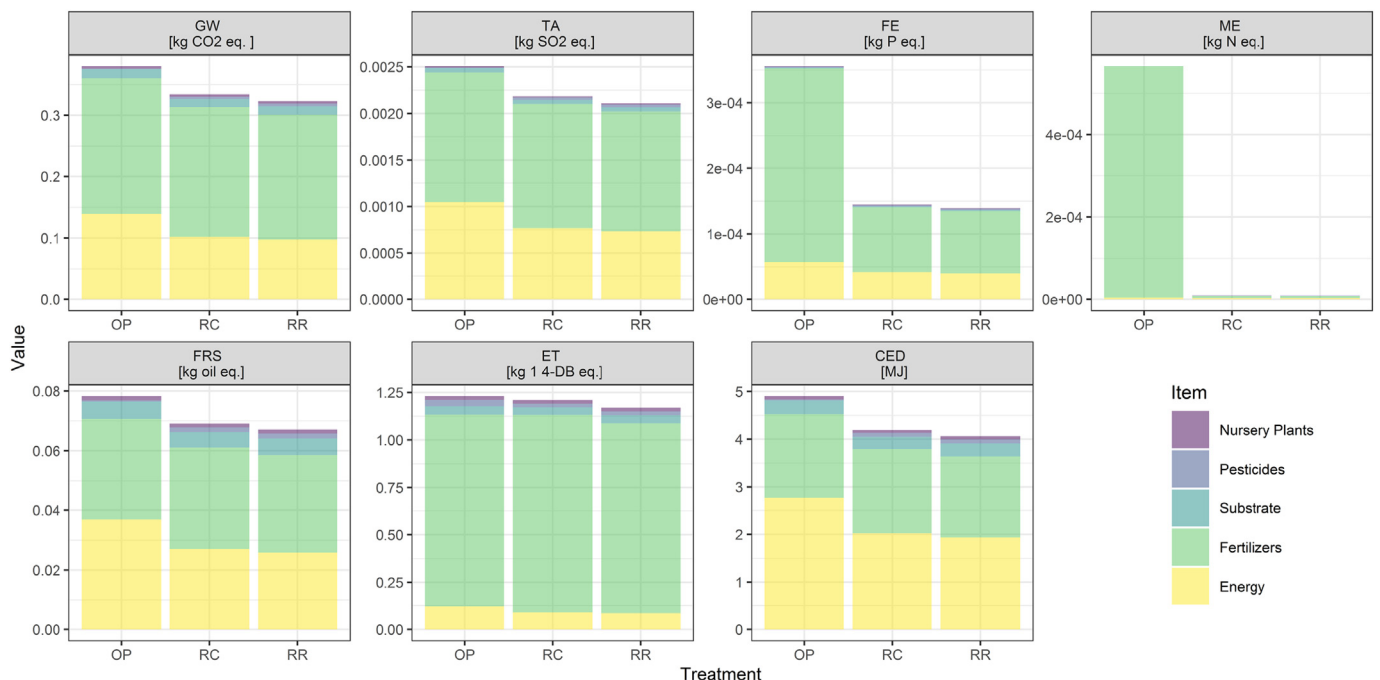 GW
[kg CO2 eq. ]
TA
[kg SO2 eq.]
FE
[kg P eq.]
ME
[kg N eq.]
0.3
0.2
0.1
0.0
OP RC RR
0.0025
0.0020
0.0015
0.0010
0.0005
0.0000
OP RC RR
3e-04
2e-04
1e-04
0e+00
OP RC RR
4e-04
2e-04
0e+00
OP RC RR
Value
FRS
[kg oil eq.]
ET
[kg 1 4-DB eq.]
CED
[MJ]
0.08
0.06
0.04
0.02
0.00
OP RC RR
1.25
1.00
0.75
0.50
0.25
0.00
OP RC RR
5
4
3
2
1
0
OP RC RR
Item
Nursery Plants
Pesticides
Substrate
Fertilizers
Energy
Treatment